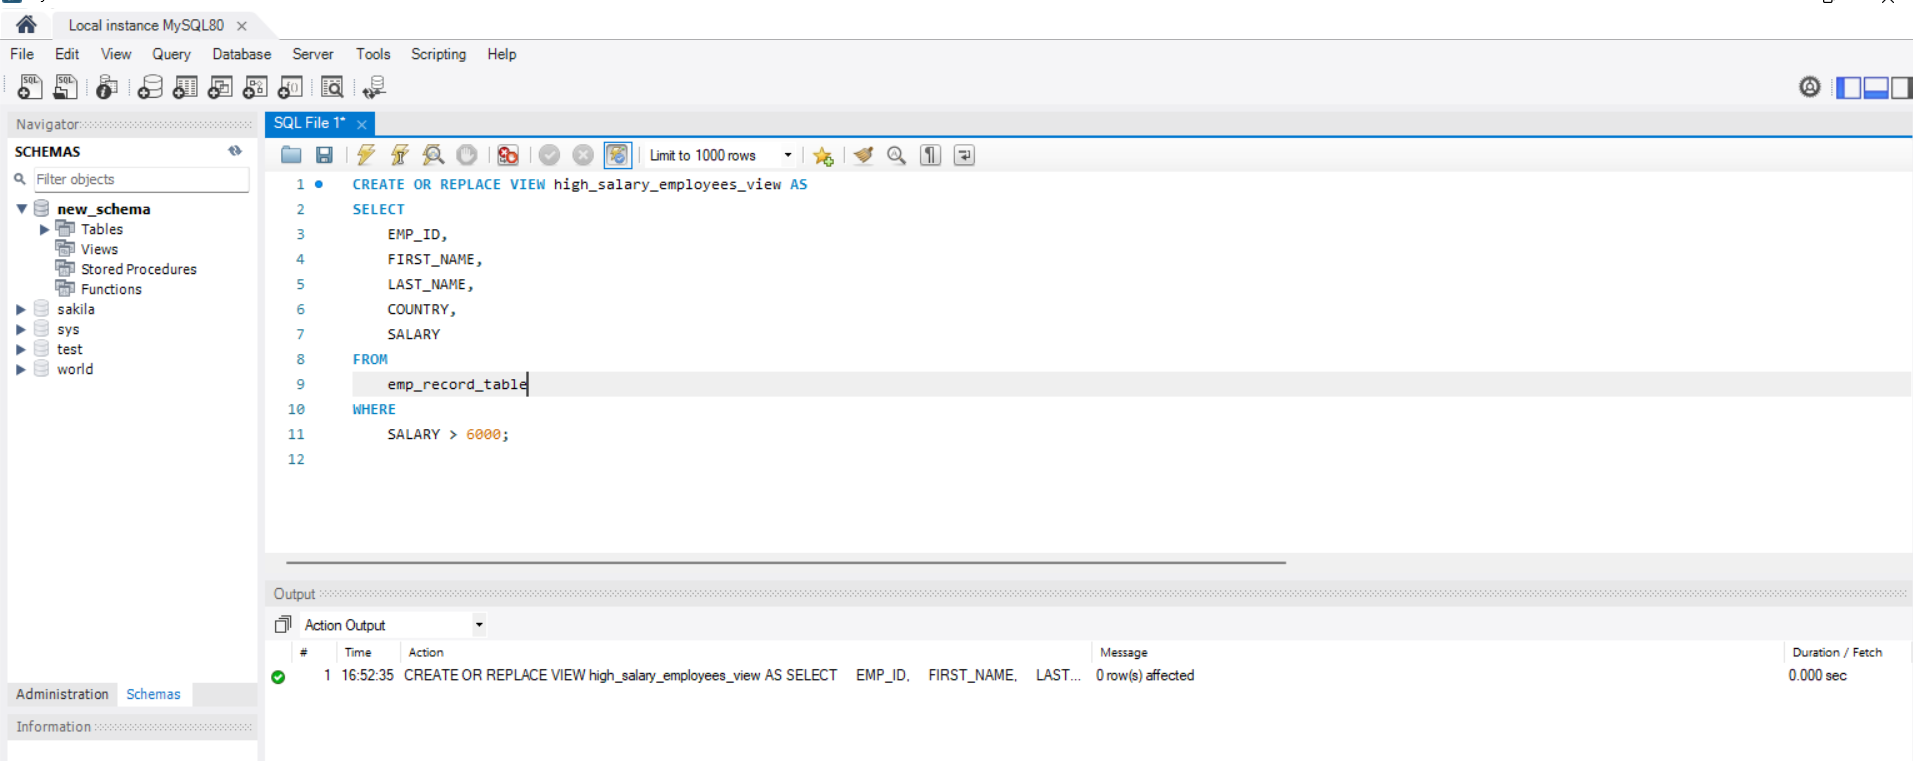 Local instance MySQL80
File Edit View Query Database Server Tools Scripting Help
Navigator
SCHEMAS
Filter objects
new_schema
Tables
Views
Stored Procedures
Functions
sakila
sys
test
world
Administration Schemas
Information
SQL File 1*
Limit to 1000 rows
1 CREATE OR REPLACE VIEW high_salary_employees_view AS
2 SELECT
3 EMP_ID,
4 FIRST_NAME,
5 LAST_NAME,
6 COUNTRY,
7 SALARY
8 FROM
9 emp_record_table
10 WHERE
11 SALARY > 6000;
12
Output
Action Output
# Time Action Message Duration / Fetch
1 16:52:35 CREATE OR REPLACE VIEW high_salary_employees_view AS SELECT EMP_ID, FIRST_NAME, LAST... 0 row(s) affected 0.000 sec